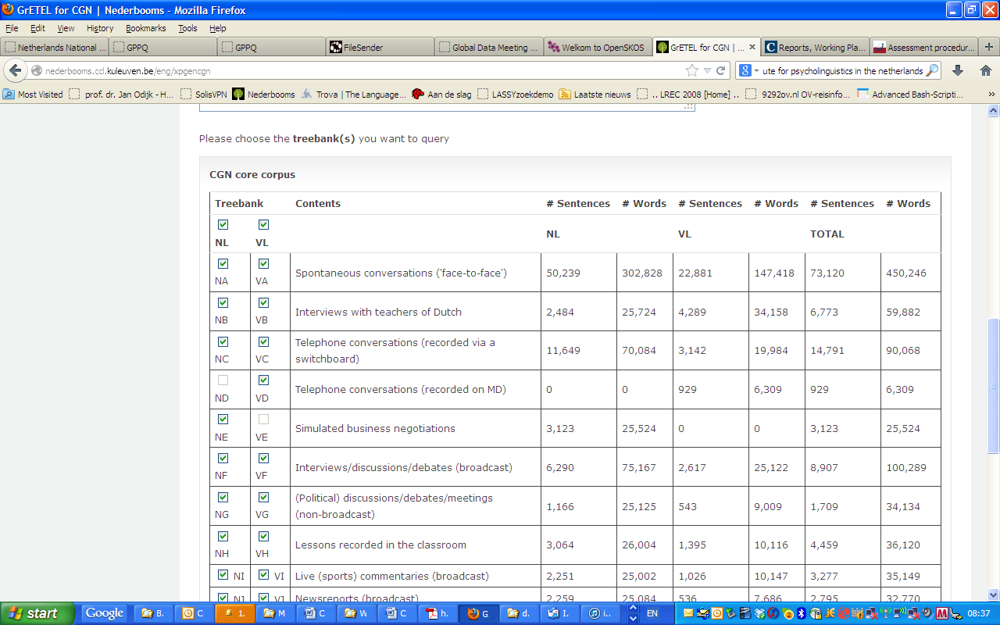 GrETEL for CGN | Nederbooms - Mozilla Firefox
File Edit View History Bookmarks Tools Help
Netherlands National ... GPPQ GPPQ FileSender Global Data Meeting ... Welkom to OpenSKOS GrETEL for CGN | ... Reports, Working Pla... Assessment procedur...
nederbooms.ccl.kuleuven.be/eng/xpgencgn ute for psycholinguistics in the netherlands
Most Visited prof. dr. Jan Odijk - H... SolisVPN Nederbooms Trova | The Language... Aan de slag LASSYzoekdemo Laatste nieuws .. LREC 2008 [Home] .. 9292ov.nl OV-reisinfo... Advanced Bash-Scripti... »
Please choose the treebank(s) you want to query
CGN core corpus
Treebank Contents # Sentences # Words # Sentences # Words # Sentences # Words
NL VL NL VL TOTAL
NA VA Spontaneous conversations ('face-to-face') 50,239 302,828 22,881 147,418 73,120 450,246
NB VB Interviews with teachers of Dutch 2,484 25,724 4,289 34,158 6,773 59,882
NC VC Telephone conversations (recorded via a
switchboard) 11,649 70,084 3,142 19,984 14,791 90,068
ND VD Telephone conversations (recorded on MD) 0 0 929 6,309 929 6,309
NE VE Simulated business negotiations 3,123 25,524 0 0 3,123 25,524
NF VF Interviews/discussions/debates (broadcast) 6,290 75,167 2,617 25,122 8,907 100,289
NG VG (Political) discussions/debates/meetings
(non-broadcast) 1,166 25,125 543 9,009 1,709 34,134
NH VH Lessons recorded in the classroom 3,064 26,004 1,395 10,116 4,459 36,120
NI VI Live (sports) commentaries (broadcast) 2,251 25,002 1,026 10,147 3,277 35,149
NJ VJ Newsreports (broadcast) 2,259 25,084 536 7,686 2,795 32,770
start Google B. C 1. M C W C h. G d. I. i.. EN 08:37